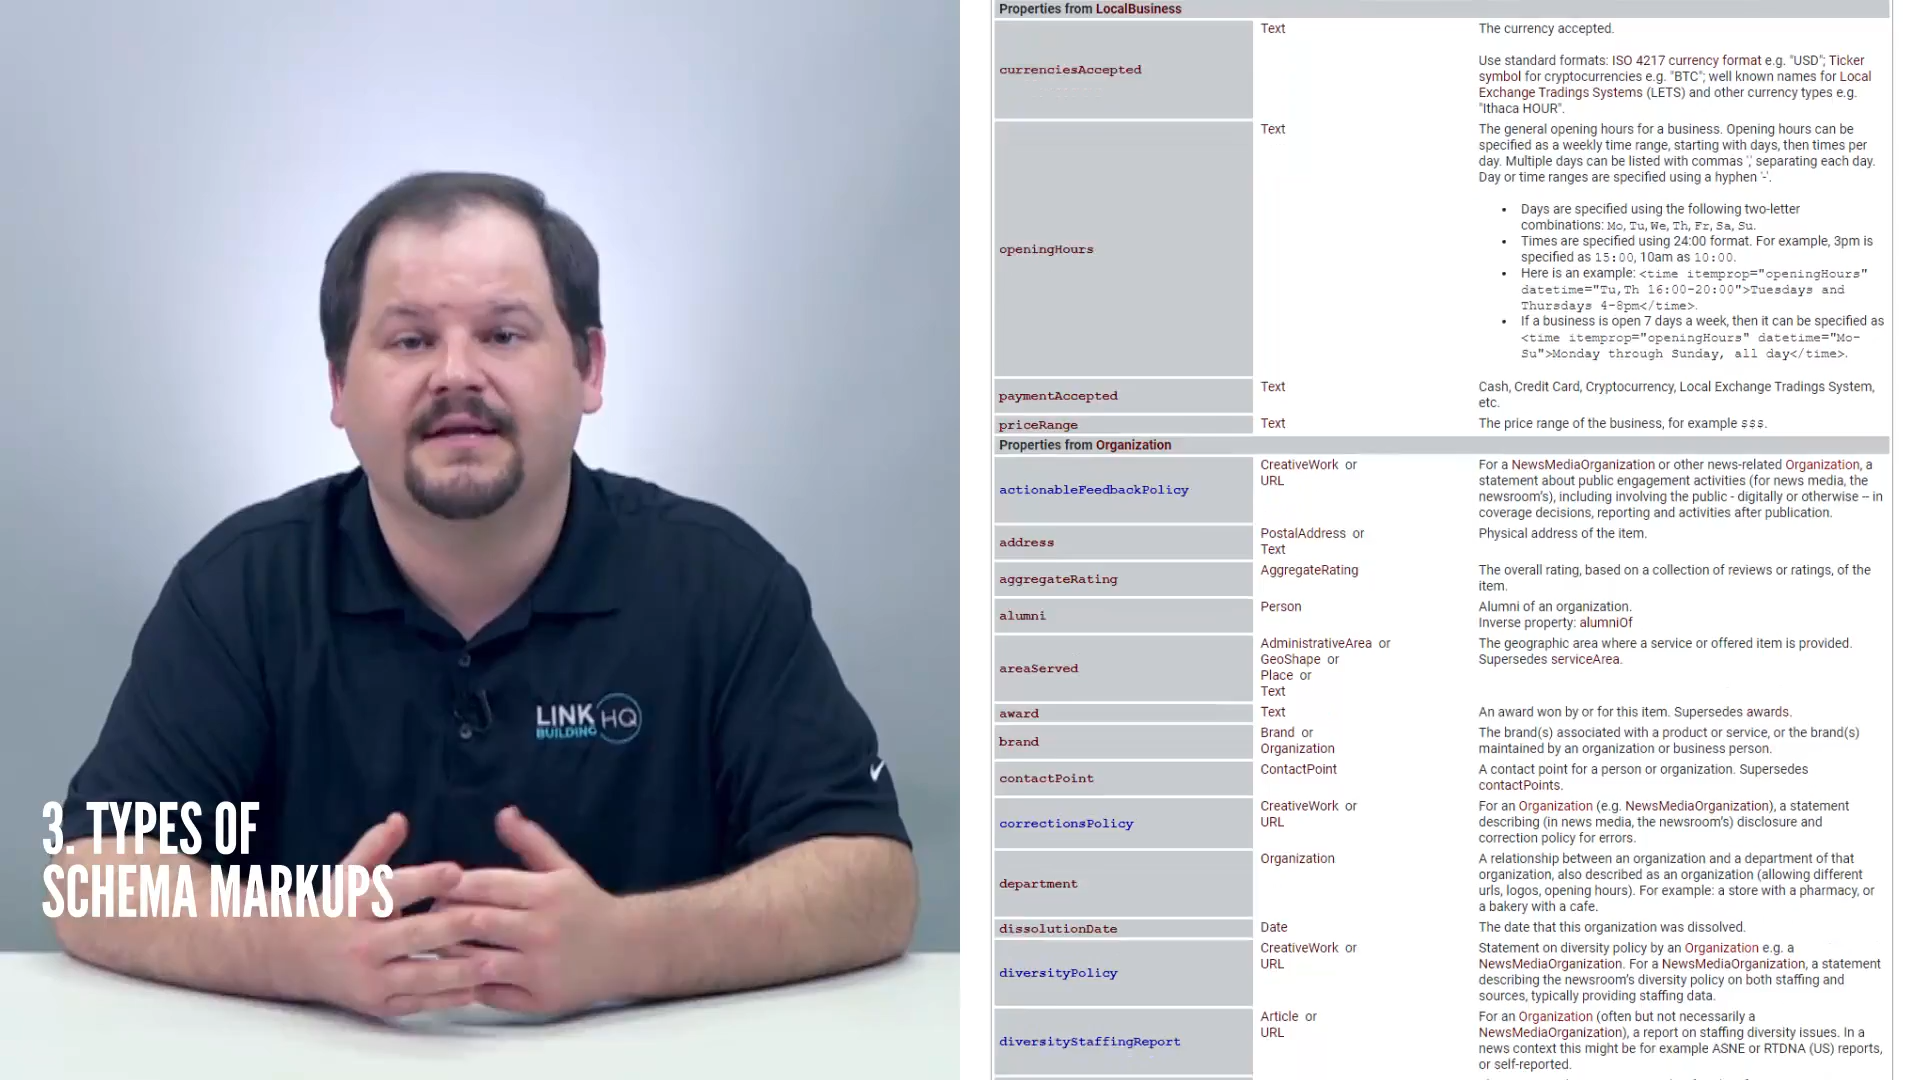 LINK
BUILDING
HQ
3. TYPES OF
SCHEMA MARKUPS
Properties from LocalBusiness
currenciesAccepted
Text
The currency accepted.
Use standard formats: ISO 4217 currency format e.g. "USD"; Ticker
symbol for cryptocurrencies e.g. "BTC"; well known names for Local
Exchange Tradings Systems (LETS) and other currency types e.g.
"Ithaca HOUR".
openingHours
Text
The general opening hours for a business. Opening hours can be
specified as a weekly time range, starting with days, then times per
day. Multiple days can be listed with commas ',' separating each day.
Day or time ranges are specified using a hyphen '-'.
• Days are specified using the following two-letter
combinations: Mo, Tu, We, Th, Fr, Sa, Su.
• Times are specified using 24:00 format. For example, 3pm is
specified as 15:00, 10am as 10:00.
• Here is an example: <time itemprop="openingHours"
datetime="Tu,Th 16:00-20:00">Tuesdays and
Thursdays 4-8pm</time>.
• If a business is open 7 days a week, then it can be specified as
<time itemprop="openingHours" datetime="Mo-
Su">Monday through Sunday, all day</time>.
paymentAccepted
Text
Cash, Credit Card, Cryptocurrency, Local Exchange Tradings System,
etc.
priceRange
Text
The price range of the business, for example $$$.
Properties from Organization
actionableFeedbackPolicy
CreativeWork or
URL
For a NewsMediaOrganization or other news-related Organization, a
statement about public engagement activities (for news media, the
newsroom's), including involving the public - digitally or otherwise -- in
coverage decisions, reporting and activities after publication.
address
PostalAddress or
Text
Physical address of the item.
aggregateRating
AggregateRating
The overall rating, based on a collection of reviews or ratings, of the
item.
alumni
Person
Alumni of an organization.
Inverse property: alumniOf
areaServed
AdministrativeArea or
GeoShape or
Place or
Text
The geographic area where a service or offered item is provided.
Supersedes serviceArea.
award
Text
An award won by or for this item. Supersedes awards.
brand
Brand or
Organization
The brand(s) associated with a product or service, or the brand(s)
maintained by an organization or business person.
contactPoint
ContactPoint
A contact point for a person or organization. Supersedes
contactPoints.
correctionsPolicy
CreativeWork or
URL
For an Organization (e.g. NewsMediaOrganization), a statement
describing (in news media, the newsroom's) disclosure and
correction policy for errors.
department
Organization
A relationship between an organization and a department of that
organization, also described as an organization (allowing different
urls, logos, opening hours). For example: a store with a pharmacy, or
a bakery with a cafe.
dissolutionDate
Date
The date that this organization was dissolved.
diversityPolicy
CreativeWork or
URL
Statement on diversity policy by an Organization e.g. a
NewsMediaOrganization. For a NewsMediaOrganization, a statement
describing the newsroom's diversity policy on both staffing and
sources, typically providing staffing data.
diversityStaffingReport
Article or
URL
For an Organization (often but not necessarily a
NewsMediaOrganization), a report on staffing diversity issues. In a
news context this might be for example ASNE or RTDNA (US) reports,
or self-reported.